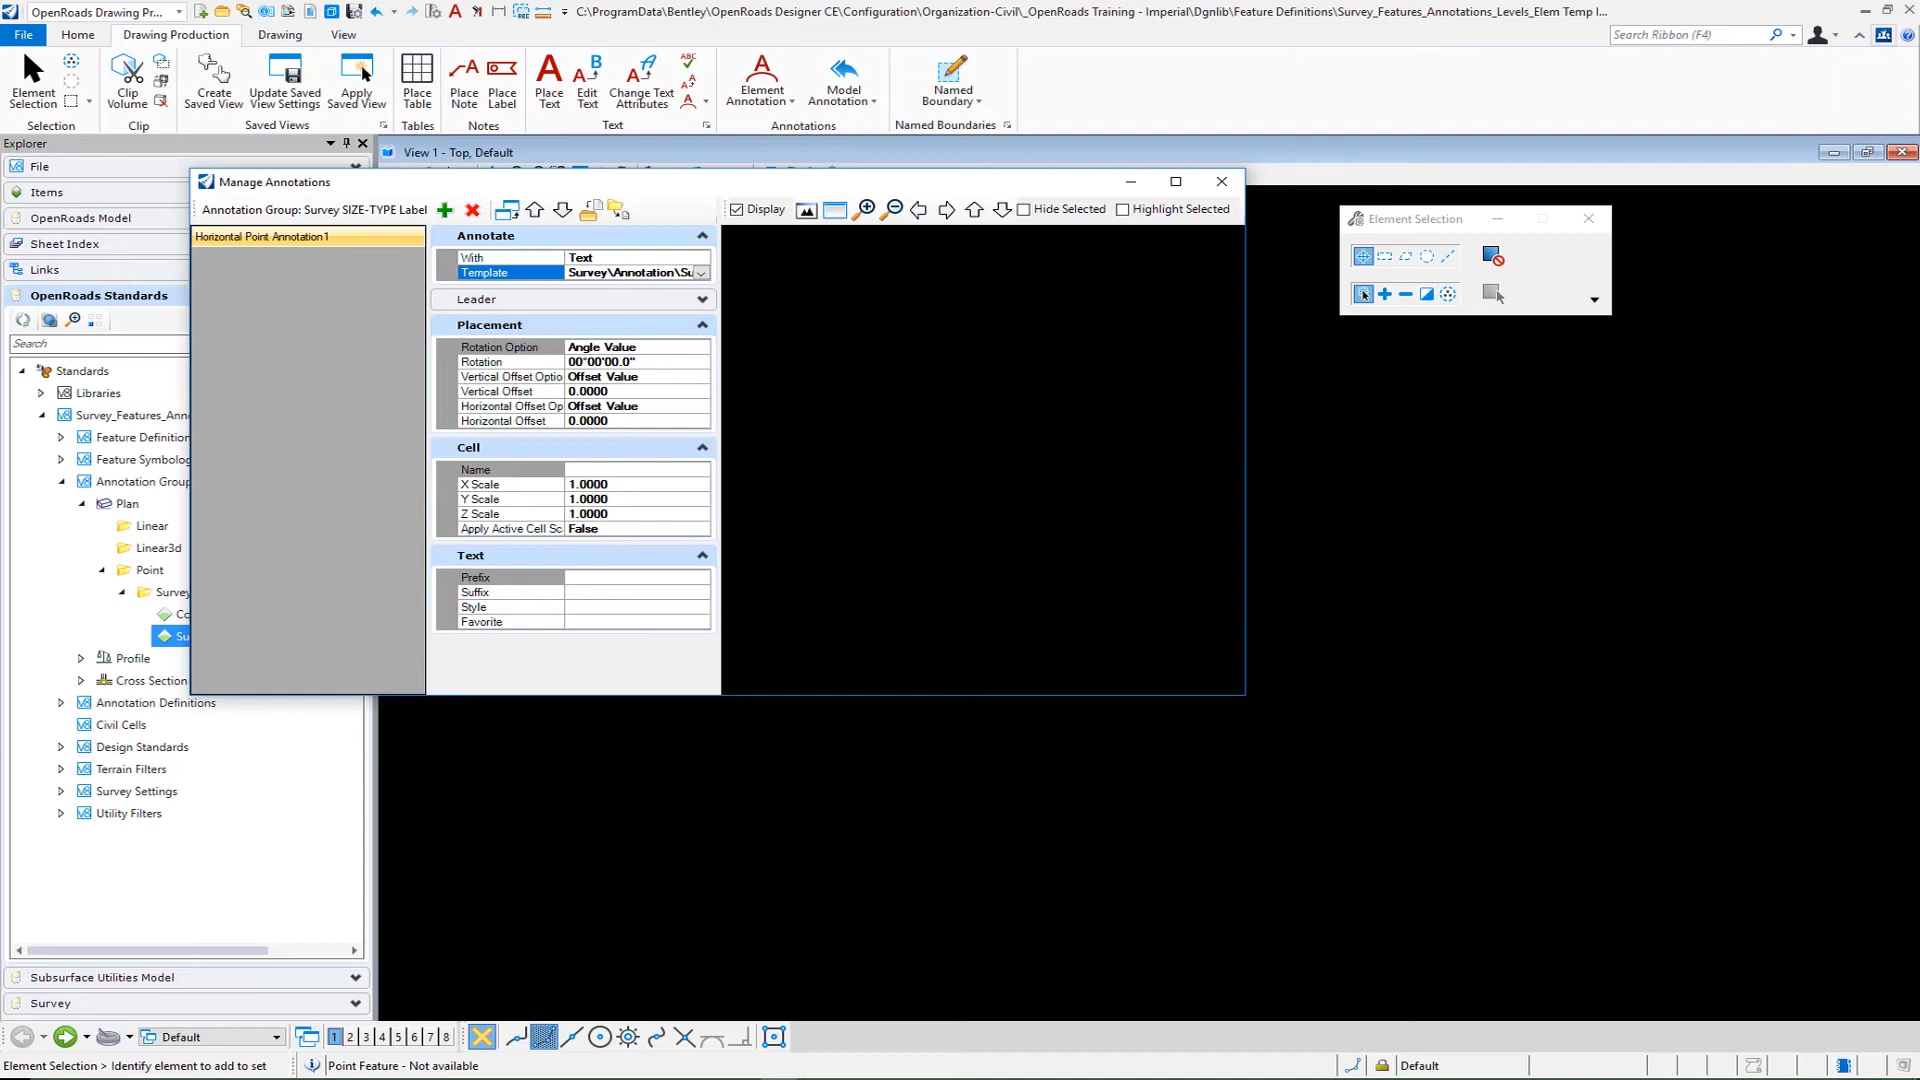 OpenRoads Drawing Pr...
C:\ProgramData\Bentley\OpenRoads Designer CE\Configuration\Organization-Civil\_OpenRoads Training - Imperial\Dgnlib\Feature Definitions\Survey_Features_Annotations_Levels_Elem Temp I...
File
Home
Drawing Production
Drawing
View
Search Ribbon (F4)
Element Selection
Clip Volume
Create Saved View
Update Saved View Settings
Apply Saved View
Place Table
Place Note
Place Label
Place Text
Edit Text
Change Text Attributes
Element Annotation
Model Annotation
Named Boundary
Selection
Clip
Saved Views
Tables
Notes
Text
Annotations
Named Boundaries
Explorer
File
Items
OpenRoads Model
Sheet Index
Links
OpenRoads Standards
Search
Standards
Libraries
Survey_Features_Ann
Feature Definition
Feature Symbolog
Annotation Group
Plan
Linear
Linear3d
Point
Survey
Co
Su
Profile
Cross Section
Annotation Definitions
Civil Cells
Design Standards
Terrain Filters
Survey Settings
Utility Filters
Subsurface Utilities Model
Survey
View 1 - Top, Default
Manage Annotations
Annotation Group: Survey SIZE-TYPE Label
Display
Hide Selected
Highlight Selected
Horizontal Point Annotation1
Annotate
With Text
Template Survey\Annotation\Su
Leader
Placement
Rotation Option Angle Value
Rotation 00°00'00.0"
Vertical Offset Optio Offset Value
Vertical Offset 0.0000
Horizontal Offset Op Offset Value
Horizontal Offset 0.0000
Cell
Name
X Scale 1.0000
Y Scale 1.0000
Z Scale 1.0000
Apply Active Cell Sc False
Text
Prefix
Suffix
Style
Favorite
Element Selection
Default
1 2 3 4 5 6 7 8
Element Selection > Identify element to add to set
Point Feature - Not available
Default